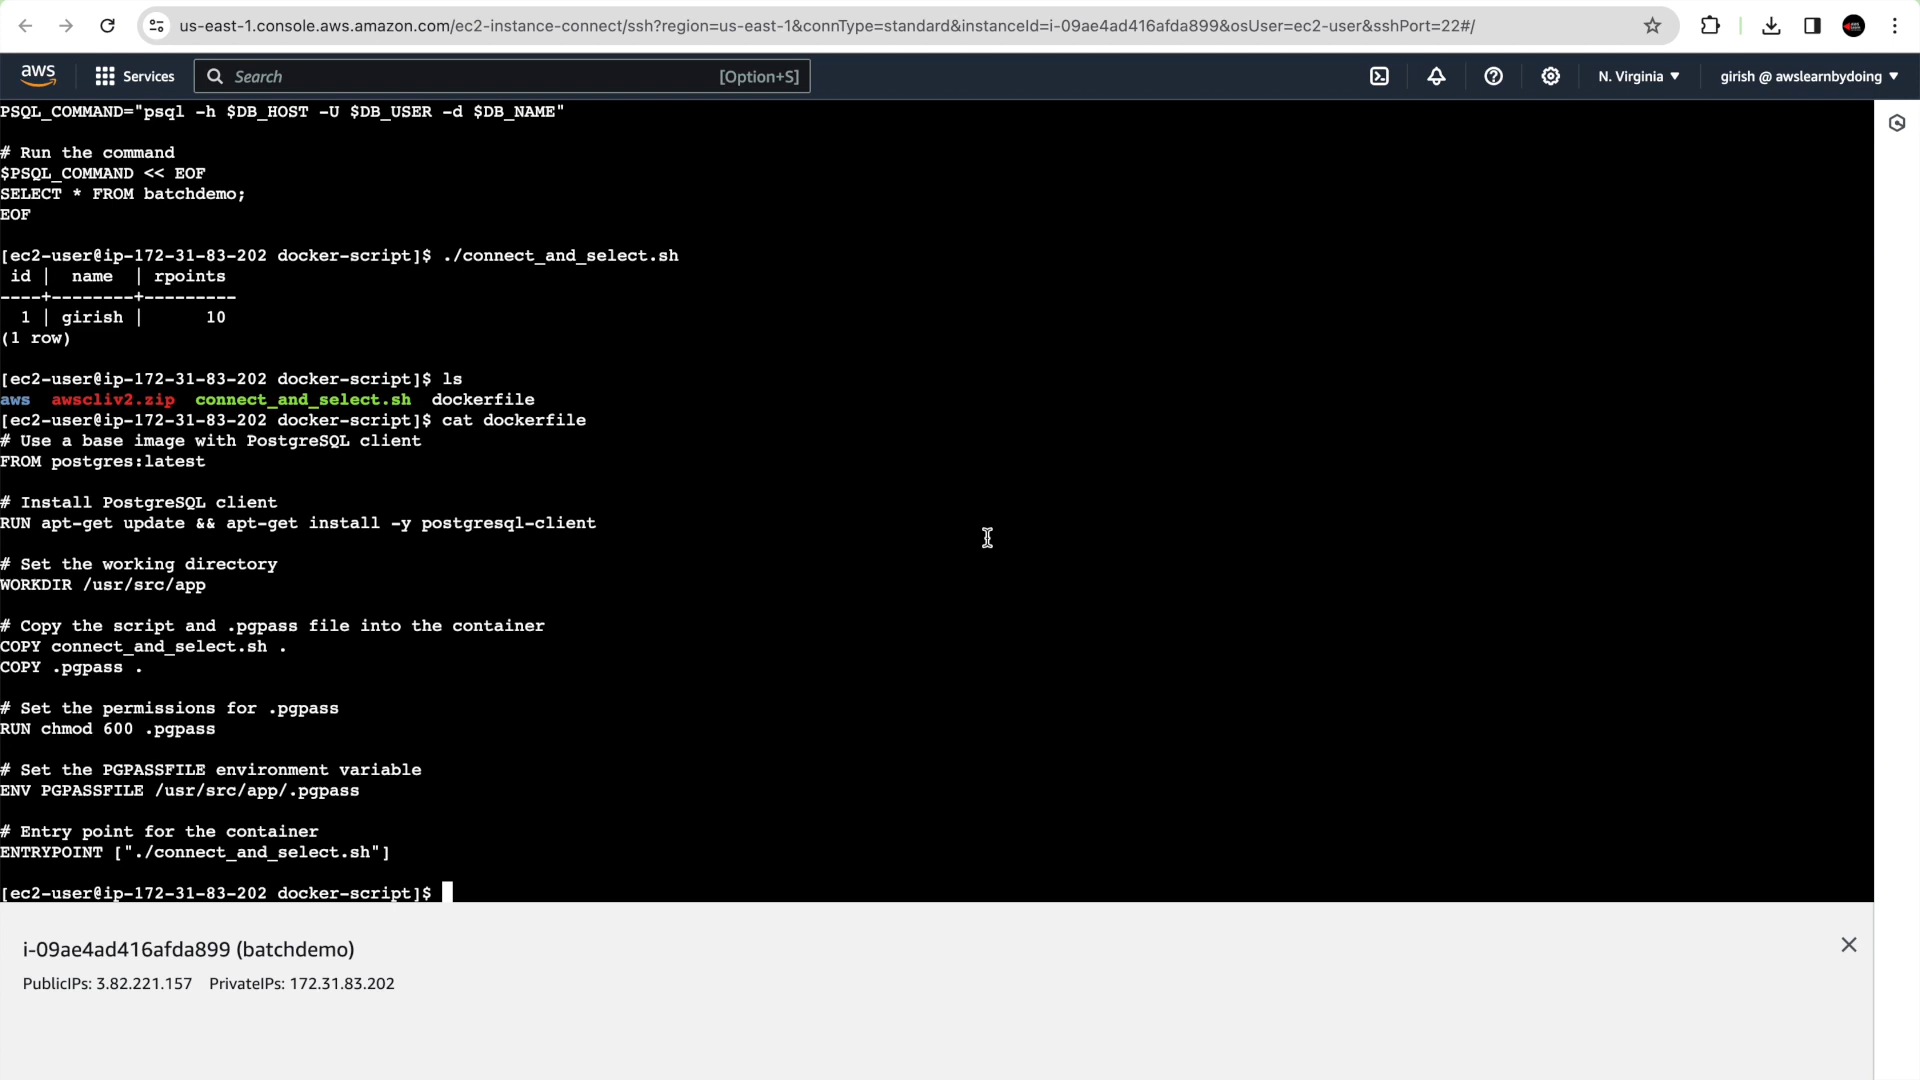 us-east-1.console.aws.amazon.com/ec2-instance-connect/ssh?region=us-east-1&connType=standard&instanceId=i-09ae4ad416afda899&osUser=ec2-user&sshPort=22#/
aws Services Search [Option+S] N. Virginia girish @ awslearnbydoing
PSQL_COMMAND="psql -h $DB_HOST -U $DB_USER -d $DB_NAME"
# Run the command
$PSQL_COMMAND << EOF
SELECT * FROM batchdemo;
EOF
[ec2-user@ip-172-31-83-202 docker-script]$ ./connect_and_select.sh
 id |  name  | rpoints
----+--------+---------
  1 | girish |      10
(1 row)
[ec2-user@ip-172-31-83-202 docker-script]$ ls
aws  awscliv2.zip  connect_and_select.sh  dockerfile
[ec2-user@ip-172-31-83-202 docker-script]$ cat dockerfile
# Use a base image with PostgreSQL client
FROM postgres:latest
# Install PostgreSQL client
RUN apt-get update && apt-get install -y postgresql-client
# Set the working directory
WORKDIR /usr/src/app
# Copy the script and .pgpass file into the container
COPY connect_and_select.sh .
COPY .pgpass .
# Set the permissions for .pgpass
RUN chmod 600 .pgpass
# Set the PGPASSFILE environment variable
ENV PGPASSFILE /usr/src/app/.pgpass
# Entry point for the container
ENTRYPOINT ["./connect_and_select.sh"]
[ec2-user@ip-172-31-83-202 docker-script]$
i-09ae4ad416afda899 (batchdemo)
PublicIPs: 3.82.221.157 PrivateIPs: 172.31.83.202